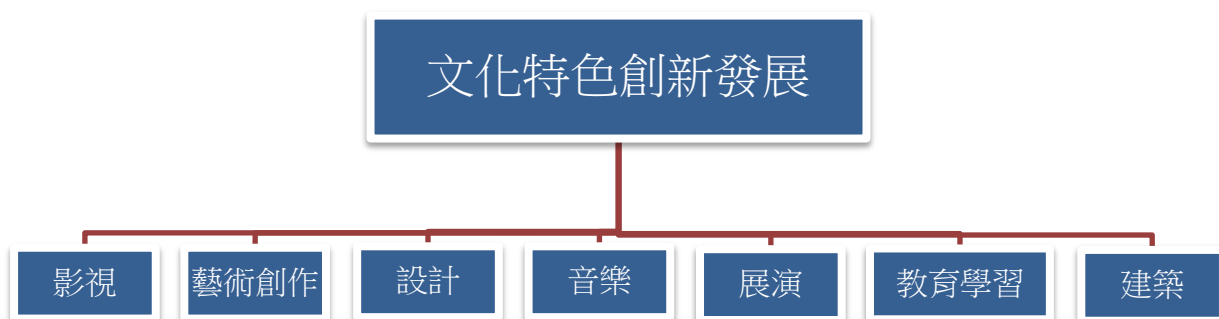 文化特色創新發展
影視
藝術創作
設計
音樂
展演
教育學習
建築